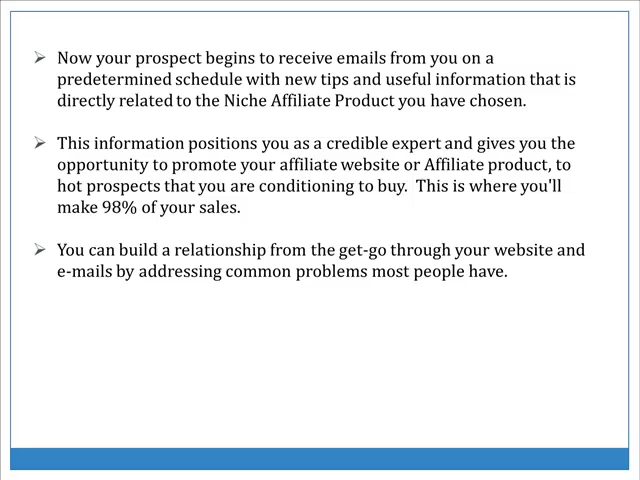 Now your prospect begins to receive emails from you on a
predetermined schedule with new tips and useful information that is
directly related to the Niche Affiliate Product you have chosen.
This information positions you as a credible expert and gives you the
opportunity to promote your affiliate website or Affiliate product, to
hot prospects that you are conditioning to buy.  This is where you'll
make 98% of your sales.
You can build a relationship from the get-go through your website and
e-mails by addressing common problems most people have.